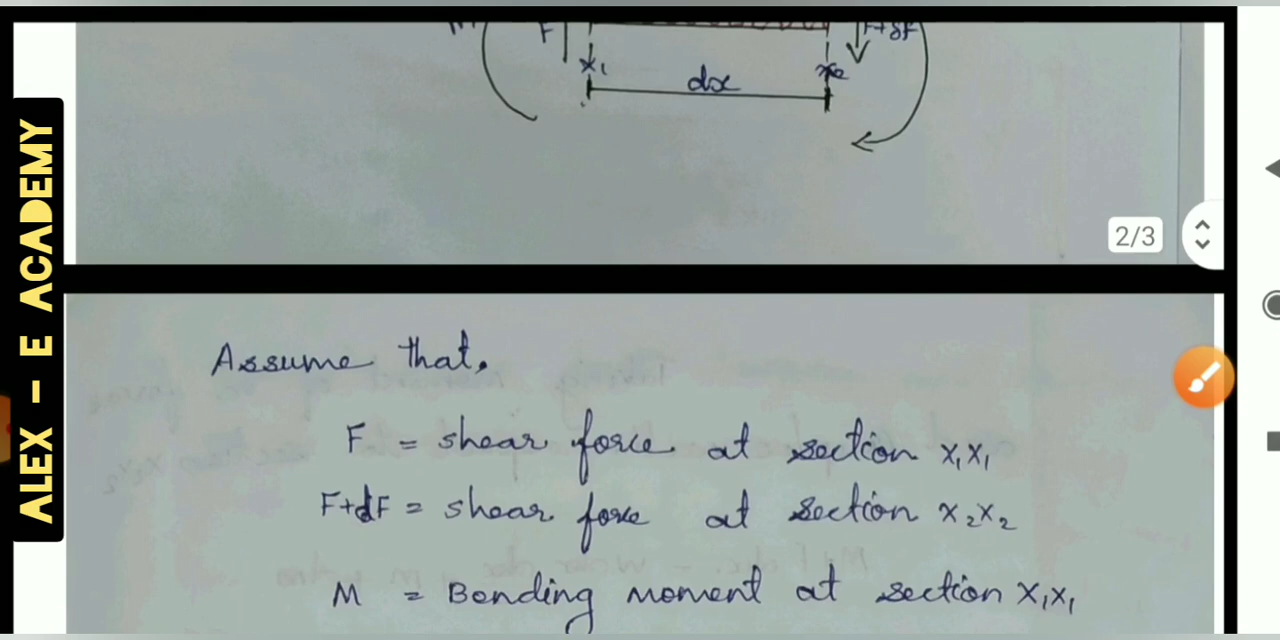 M F F+δF
x₁ x₂
dx
2/3
ALEX - E ACADEMY
Assume that,
F = shear force at section x₁x₁
F+dF = shear force at section x₂x₂
M = Bending moment at section x₁x₁